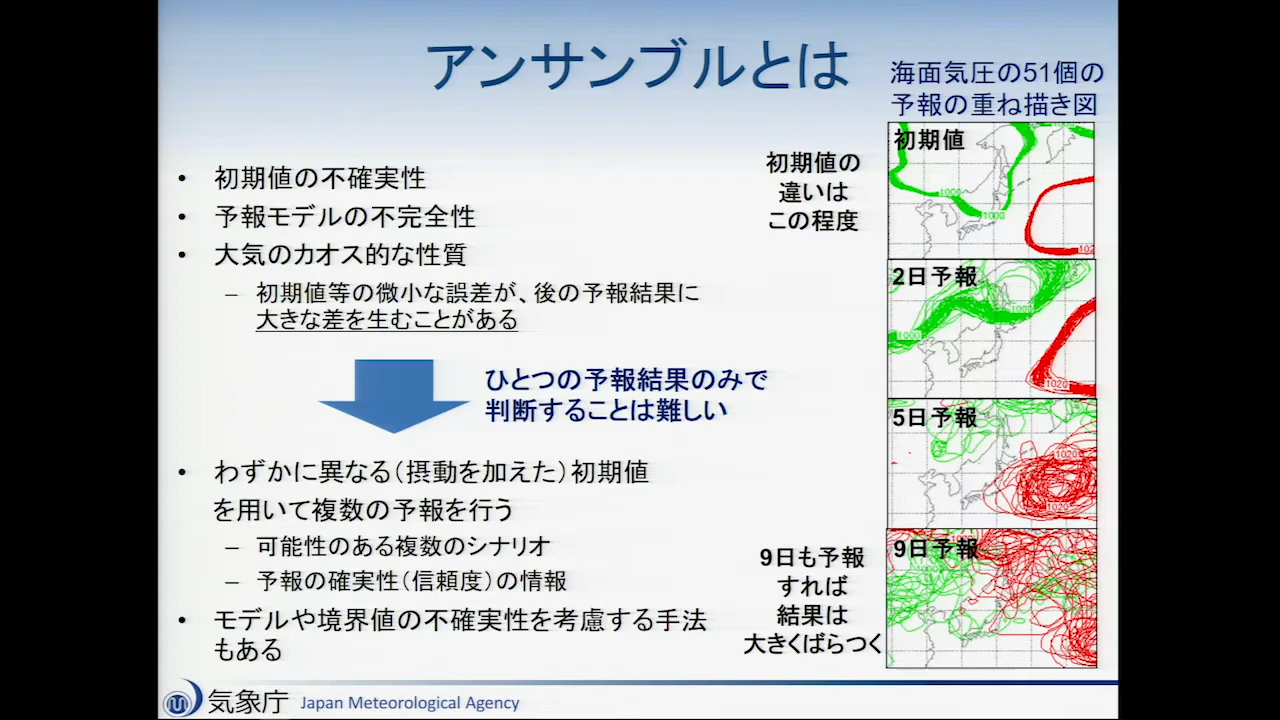 アンサンブルとは
海面気圧の51個の
予報の重ね描き図
• 初期値の不確実性
• 予報モデルの不完全性
• 大気のカオス的な性質
– 初期値等の微小な誤差が、後の予報結果に
大きな差を生むことがある
ひとつの予報結果のみで
判断することは難しい
• わずかに異なる（摂動を加えた）初期値
を用いて複数の予報を行う
– 可能性のある複数のシナリオ
– 予報の確実性（信頼度）の情報
• モデルや境界値の不確実性を考慮する手法
もある
初期値の
違いは
この程度
初期値
1000
1000
102
2日予報
1000
1000
1020
5日予報
1020
1020
9日も予報
すれば
結果は
大きくばらつく
9日予報
気象庁 Japan Meteorological Agency